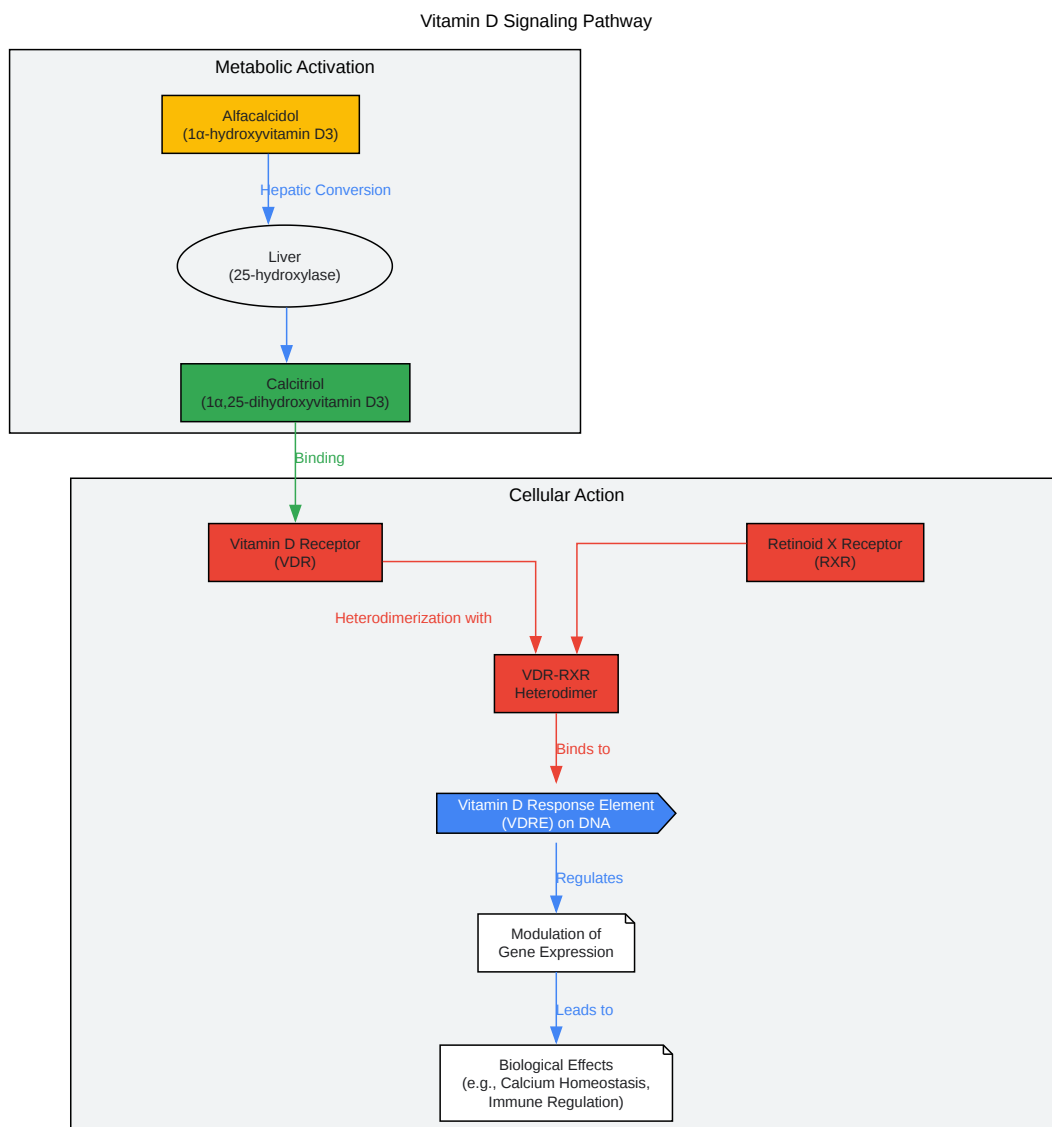 Vitamin D Signaling Pathway
Metabolic Activation
Alfacalcidol
(1α-hydroxyvitamin D3)
Hepatic Conversion
Liver
(25-hydroxylase)
Calcitriol
(1α,25-dihydroxyvitamin D3)
Binding
Cellular Action
Vitamin D Receptor
(VDR)
Retinoid X Receptor
(RXR)
Heterodimerization with
VDR-RXR
Heterodimer
Binds to
Vitamin D Response Element
(VDRE) on DNA
Regulates
Modulation of
Gene Expression
Leads to
Biological Effects
(e.g., Calcium Homeostasis,
Immune Regulation)